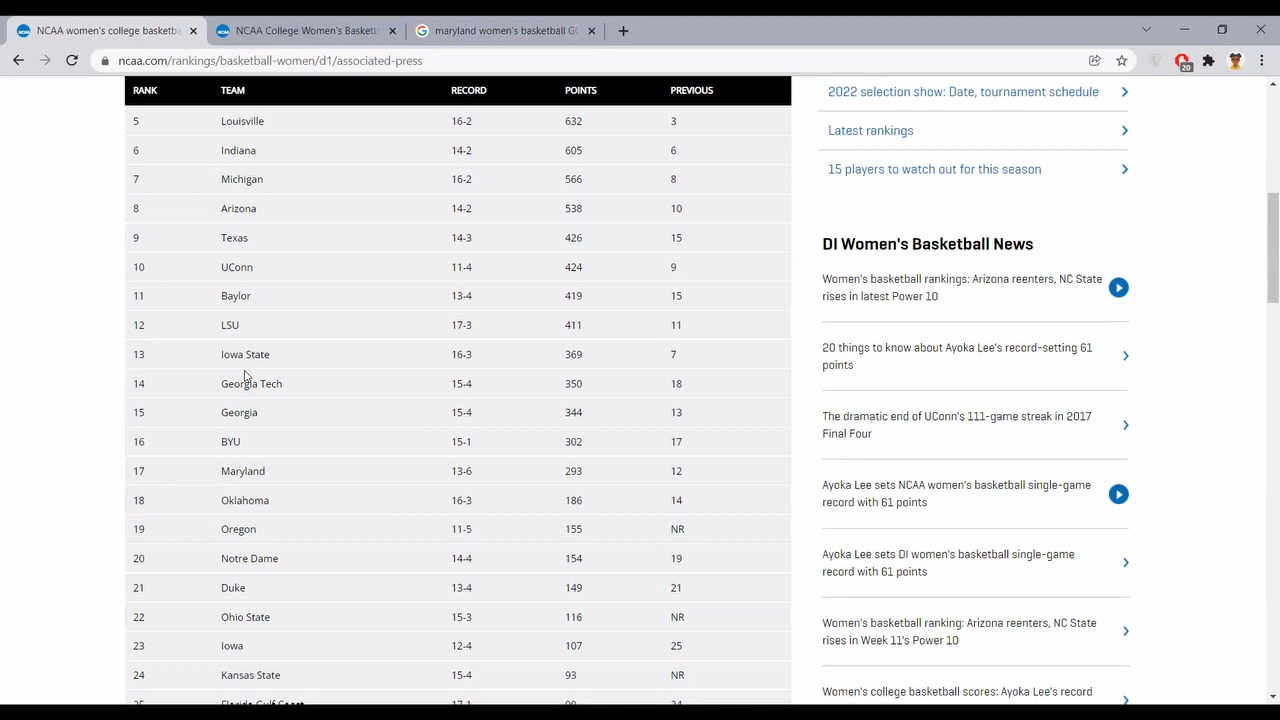 NCAA women's college basketba
NCAA College Women's Basketb
maryland women's basketball GO
ncaa.com/rankings/basketball-women/d1/associated-press
20
RANK TEAM RECORD POINTS PREVIOUS
5 Louisville 16-2 632 3
6 Indiana 14-2 605 6
7 Michigan 16-2 566 8
8 Arizona 14-2 538 10
9 Texas 14-3 426 15
10 UConn 11-4 424 9
11 Baylor 13-4 419 15
12 LSU 17-3 411 11
13 Iowa State 16-3 369 7
14 Georgia Tech 15-4 350 18
15 Georgia 15-4 344 13
16 BYU 15-1 302 17
17 Maryland 13-6 293 12
18 Oklahoma 16-3 186 14
19 Oregon 11-5 155 NR
20 Notre Dame 14-4 154 19
21 Duke 13-4 149 21
22 Ohio State 15-3 116 NR
23 Iowa 12-4 107 25
24 Kansas State 15-4 93 NR
25 Florida Gulf Coast 17-1 24
2022 selection show: Date, tournament schedule
Latest rankings
15 players to watch out for this season
DI Women's Basketball News
Women's basketball rankings: Arizona reenters, NC State
rises in latest Power 10
20 things to know about Ayoka Lee's record-setting 61
points
The dramatic end of UConn's 111-game streak in 2017
Final Four
Ayoka Lee sets NCAA women's basketball single-game
record with 61 points
Ayoka Lee sets DI women's basketball single-game
record with 61 points
Women's basketball ranking: Arizona reenters, NC State
rises in Week 11's Power 10
Women's college basketball scores: Ayoka Lee's record